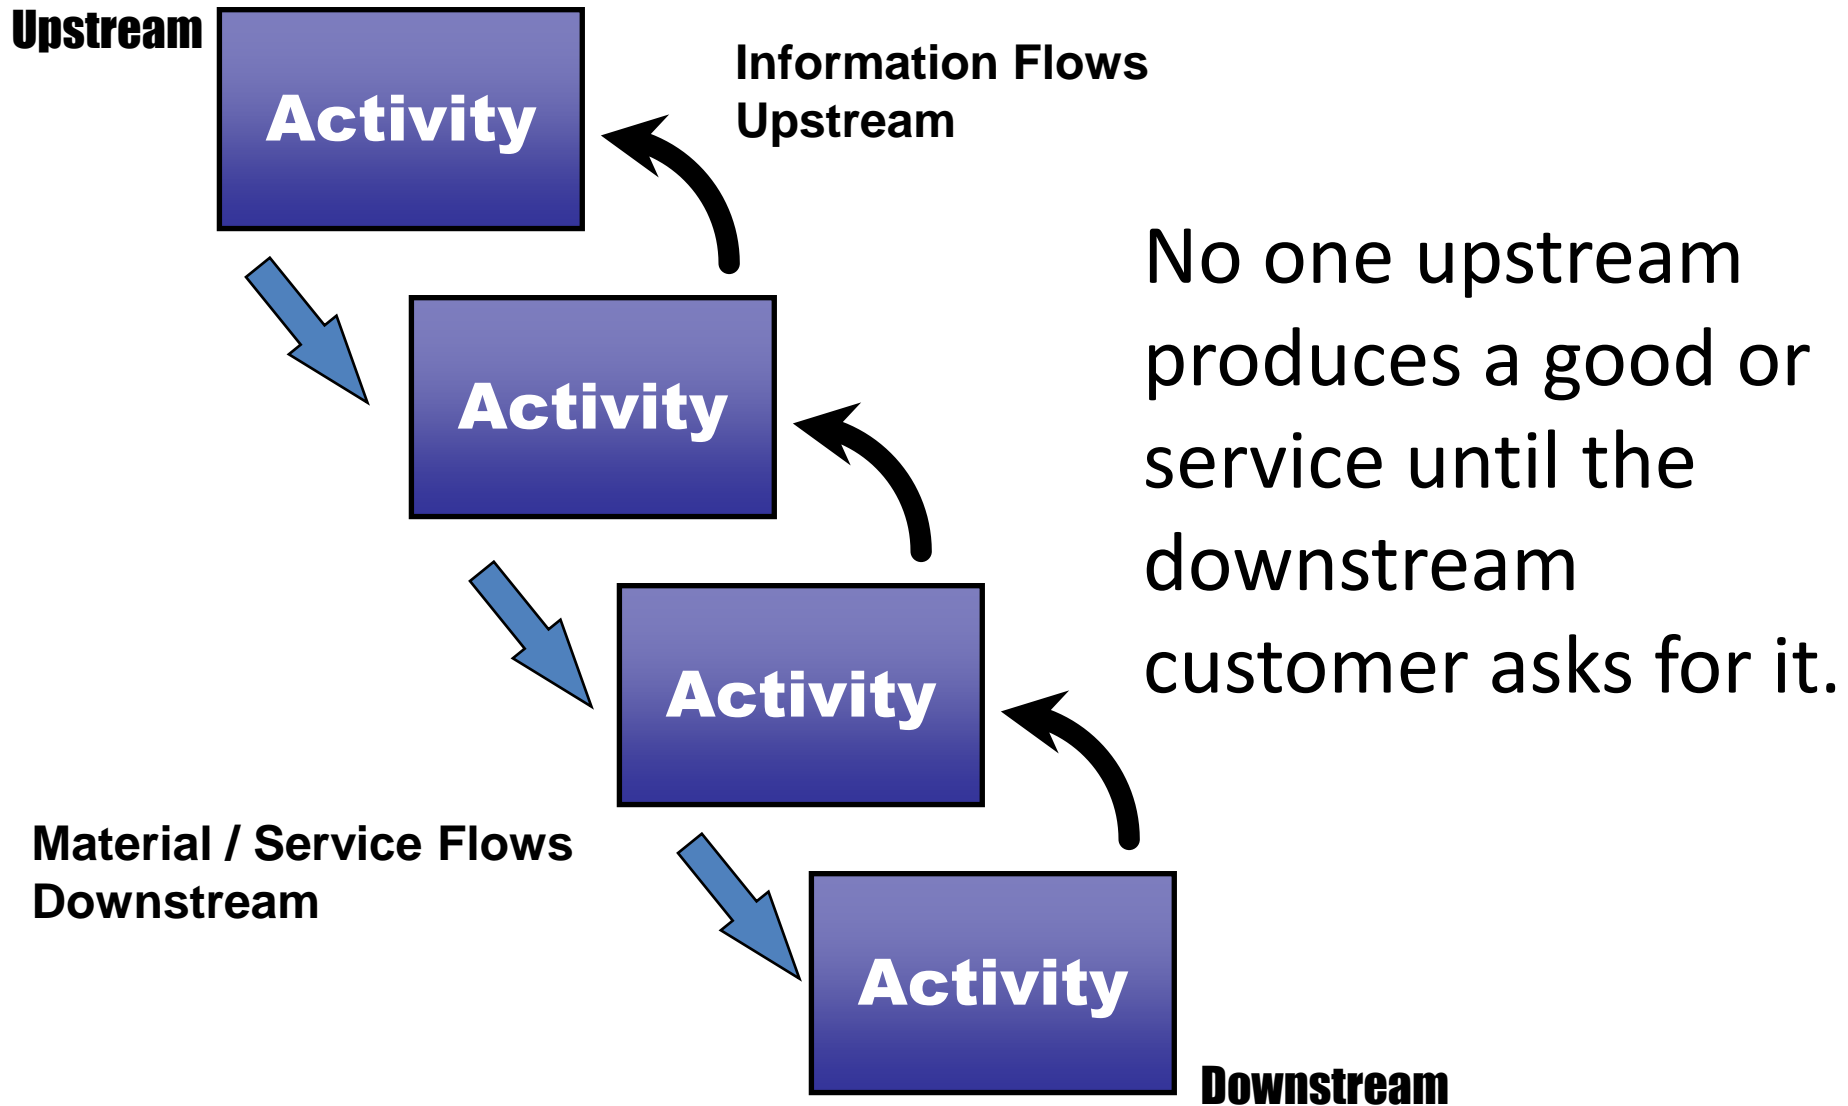 Upstream
Activity
Information Flows
Upstream
Activity
No one upstream
produces a good or
service until the
downstream
customer asks for it.
Activity
Material / Service Flows
Downstream
Activity
Downstream